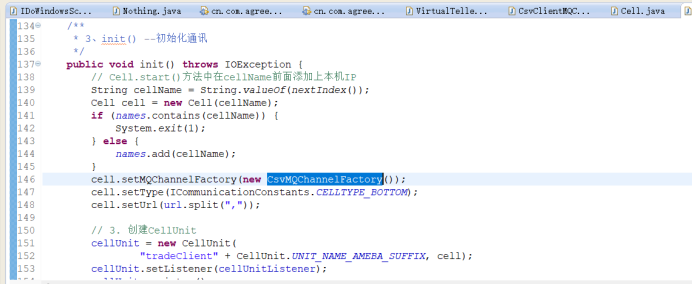 IDoWindowsSc... Nothing.java cn.com.agree... cn.com.agree... VirtualTelle... CsvClientMQC... Cell.java
134 /**
135 * 3、init() --初始化通讯
136 */
137 public void init() throws IOException {
138 // Cell.start()方法中在cellName前面添加上本机IP
139 String cellName = String.valueOf(nextIndex());
140 Cell cell = new Cell(cellName);
141 if (names.contains(cellName)) {
142 System.exit(1);
143 } else {
144 names.add(cellName);
145 }
146 cell.setMQChannelFactory(new CsvMQChannelFactory());
147 cell.setType(ICommunicationConstants.CELLTYPE_BOTTOM);
148 cell.setUrl(url.split(","));
149
150 // 3. 创建CellUnit
151 cellUnit = new CellUnit(
152 "tradeClient" + CellUnit.UNIT_NAME_AMEBA_SUFFIX, cell);
153 cellUnit.setListener(cellUnitListener);